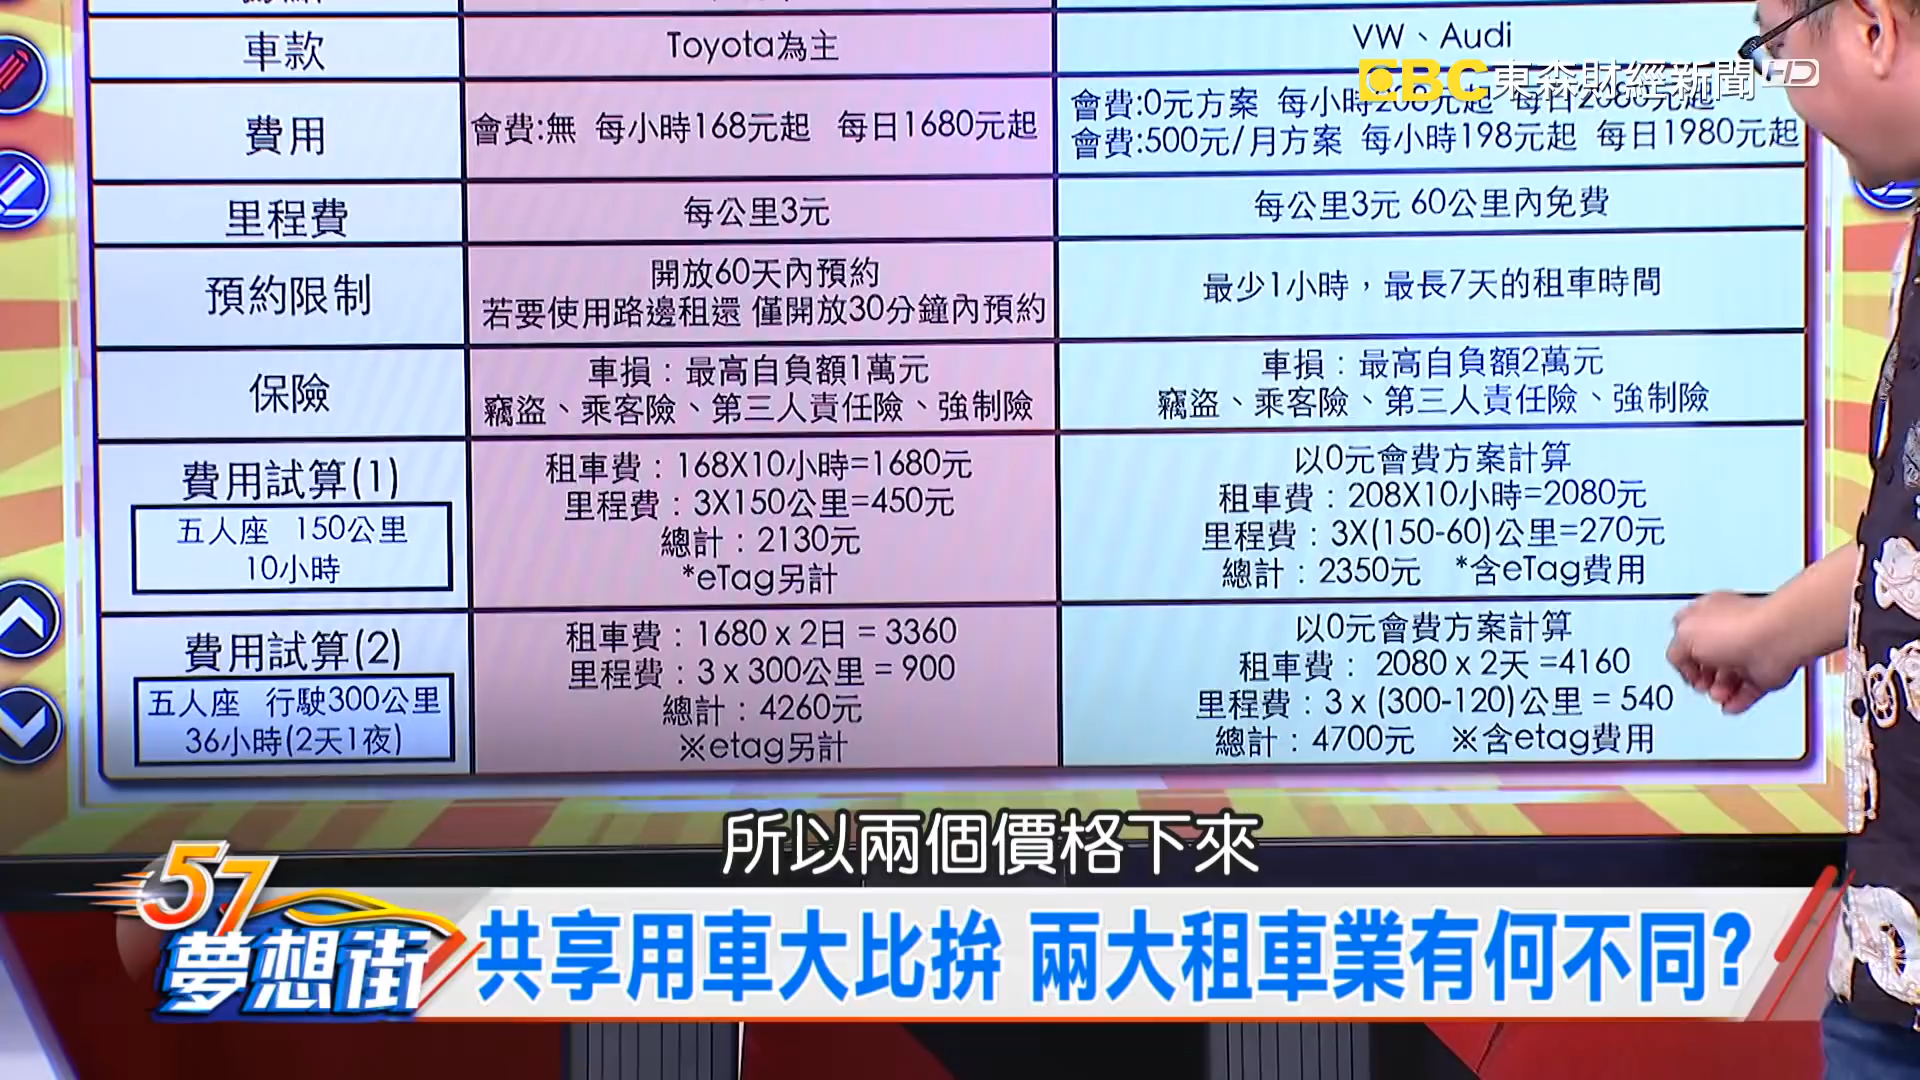 車款
Toyota為主
VW、Audi
EBC東森財經新聞HD
費用
會費:無 每小時168元起 每日1680元起
會費:0元方案 每小時208元起 每日2080元起
會費:500元/月方案 每小時198元起 每日1980元起
里程費
每公里3元
每公里3元 60公里內免費
預約限制
開放60天內預約
若要使用路邊租還 僅開放30分鐘內預約
最少1小時，最長7天的租車時間
保險
車損：最高自負額1萬元
竊盜、乘客險、第三人責任險、強制險
車損：最高自負額2萬元
竊盜、乘客險、第三人責任險、強制險
費用試算(1)
五人座 150公里
10小時
租車費：168X10小時=1680元
里程費：3X150公里=450元
總計：2130元
*eTag另計
以0元會費方案計算
租車費：208X10小時=2080元
里程費：3X(150-60)公里=270元
總計：2350元 *含eTag費用
費用試算(2)
五人座 行駛300公里
36小時(2天1夜)
租車費：1680 x 2日 = 3360
里程費：3 x 300公里 = 900
總計：4260元
※etag另計
以0元會費方案計算
租車費： 2080 x 2天 =4160
里程費：3 x (300-120)公里 = 540
總計：4700元 ※含etag費用
所以兩個價格下來
57
夢想街
共享用車大比拚 兩大租車業有何不同?